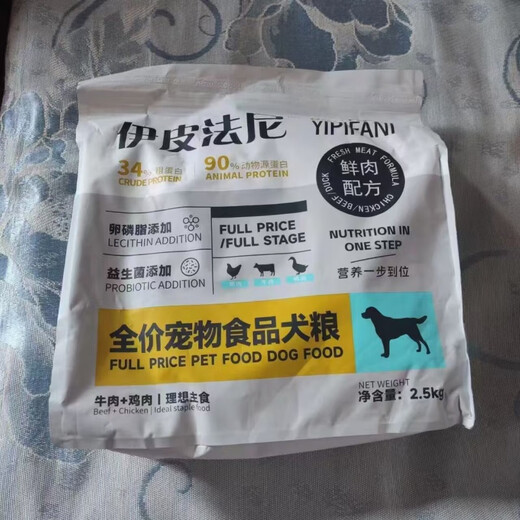 伊皮法尼 YIPIFANI
34% 粗蛋白
CRUDE PROTEIN
90% 动物源蛋白
ANIMAL PROTEIN
FRESH MEAT FORMULA
CHICKEN/BEEF/DUCK
鲜肉
配方
卵磷脂添加
LECITHIN ADDITION
FULL PRICE
/FULL STAGE
NUTRITION IN
ONE STEP
益生菌添加
PROBIOTIC ADDITION
营养一步到位
全价宠物食品犬粮
FULL PRICE PET FOOD DOG FOOD
牛肉+鸡肉 | 理想主食
Beef + Chicken | Ideal staple food
NET WEIGHT
净含量: 2.5kg